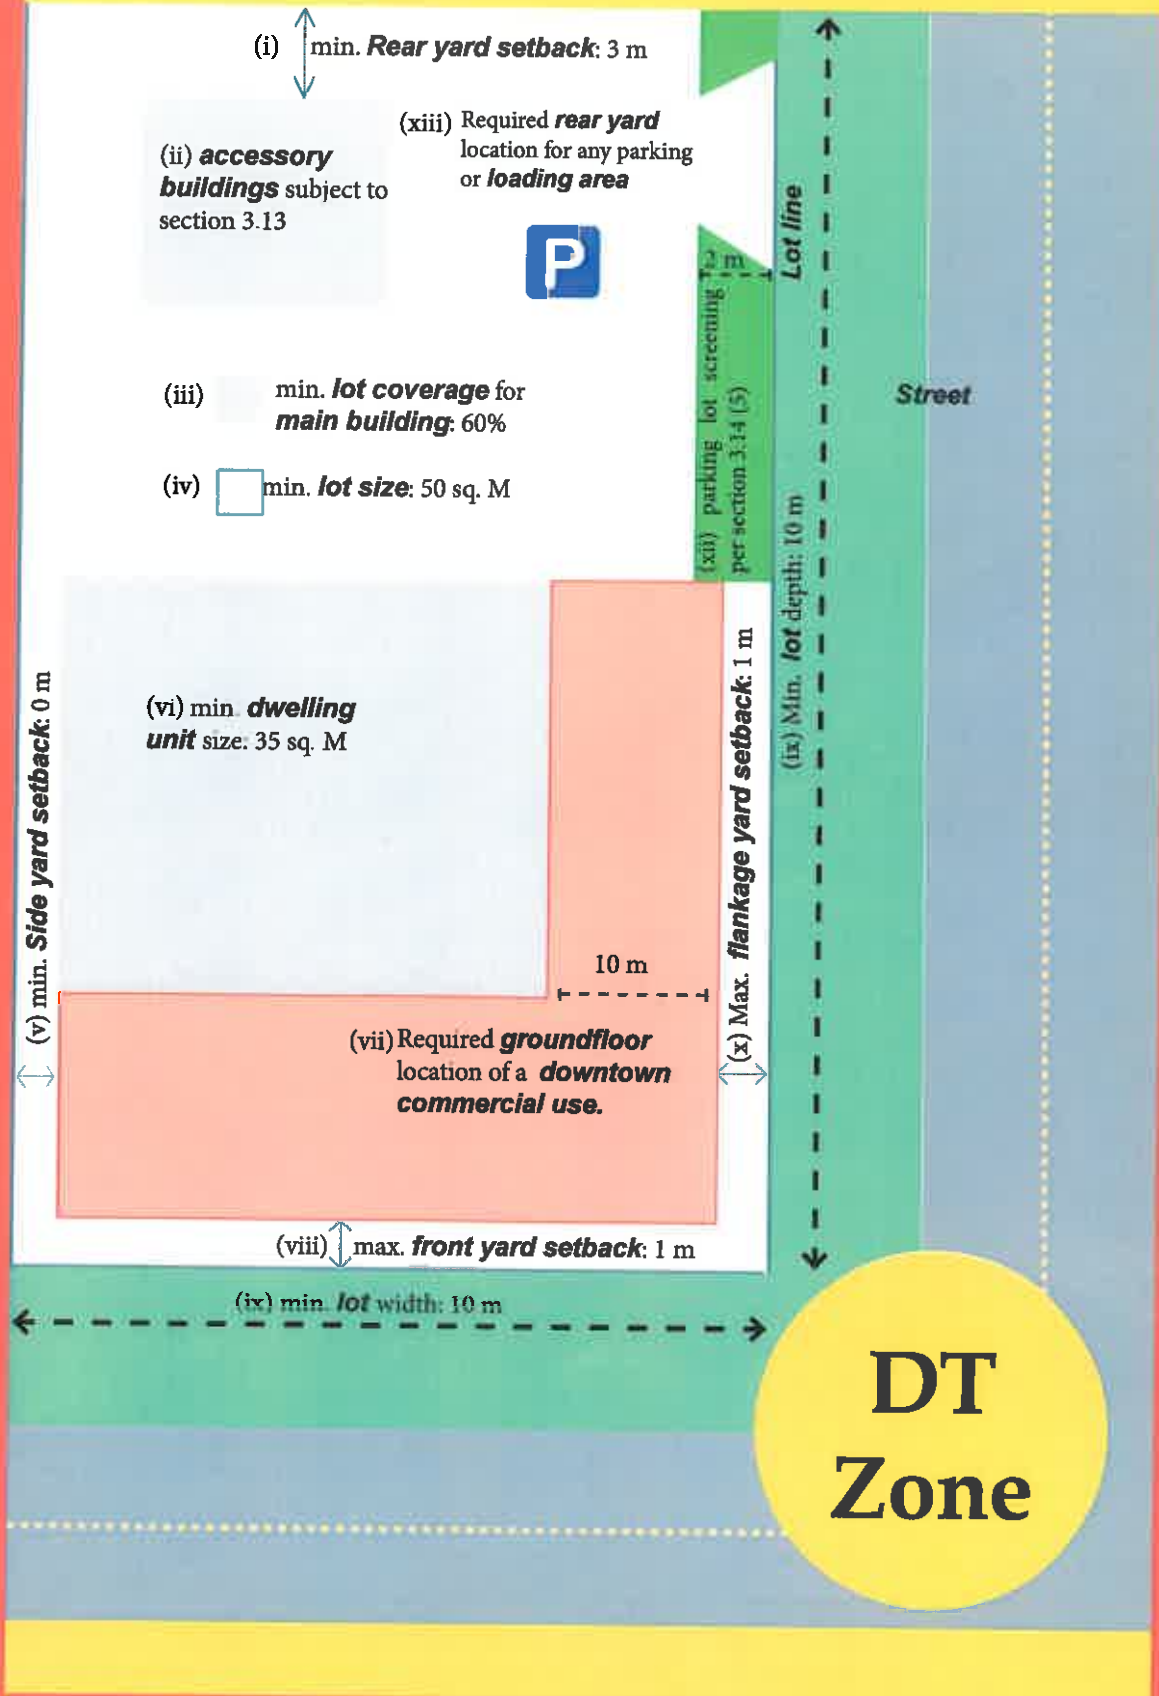 (i) min. Rear yard setback: 3 m
(xiii) Required rear yard
location for any parking
or loading area
(ii) accessory
buildings subject to
section 3.13
P
Lot line
2 m
(xii) parking lot screening
per section 3.14 (5)
Street
(iii) min. lot coverage for
main building: 60%
(iv) min. lot size: 50 sq. M
(ix) Min. lot depth: 10 m
(v) min. Side yard setback: 0 m
(vi) min. dwelling
unit size: 35 sq. M
(x) Max. flankage yard setback: 1 m
10 m
(vii) Required groundfloor
location of a downtown
commercial use.
(viii) max. front yard setback: 1 m
(ix) min. lot width: 10 m
DT
Zone